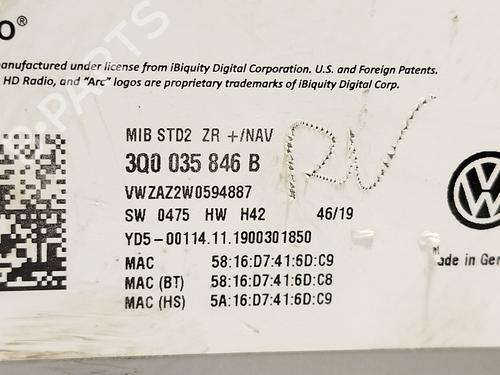 o®
anufactured under license from iBiquity Digital Corporation. U.S. and Foreign Patents.
HD Radio, and “Arc” logos are proprietary trademarks of iBiquity Digital Corp.
MIB STD2 ZR +/NAV
3Q0 035 846 B
RV
VWZAZ2W0594887
SW 0475 HW H42 46/19
YD5-00114.11.1900301850
MAC 58:16:D7:41:6D:C9
MAC (BT) 58:16:D7:41:6D:C8
MAC (HS) 5A:16:D7:41:6D:C9
ade in Ger